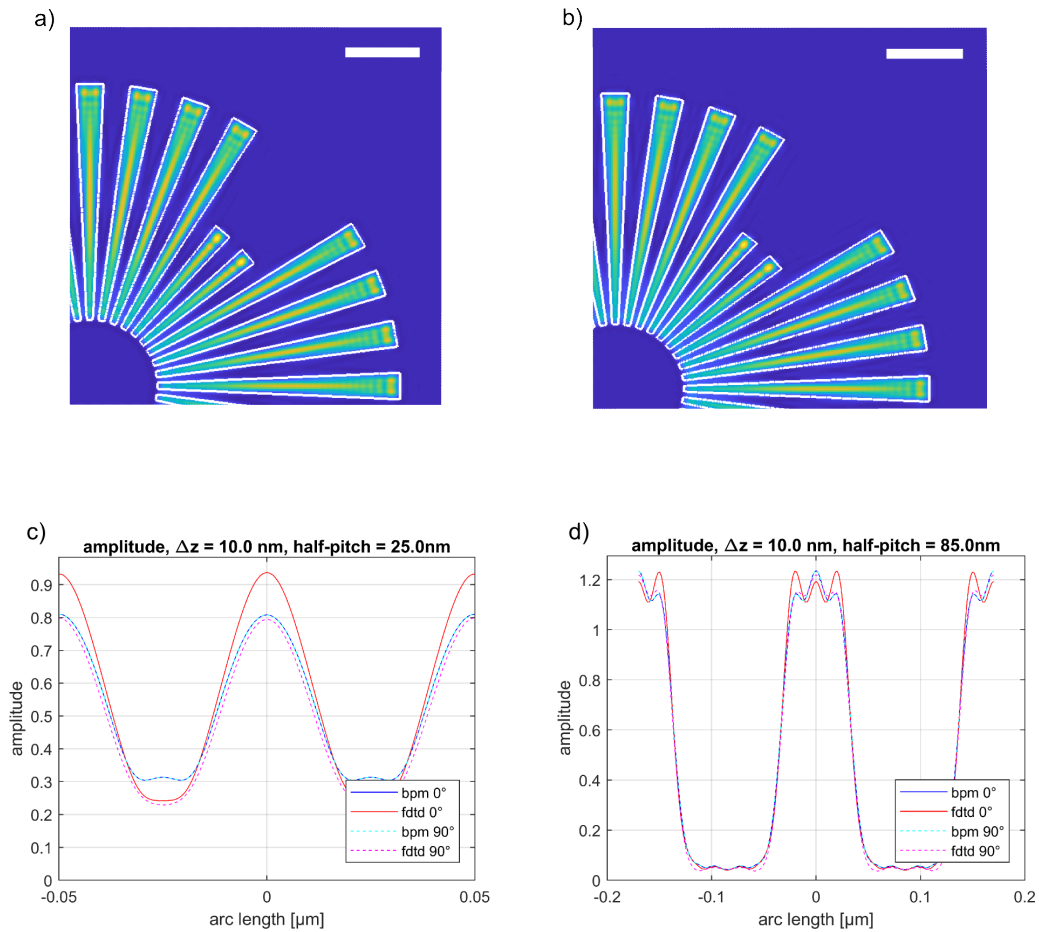 a)
b)
c)
amplitude, Δz = 10.0 nm, half-pitch = 25.0nm
amplitude
0.9
0.8
0.7
0.6
0.5
0.4
0.3
0.2
0.1
0
-0.05
0
0.05
arc length [µm]
bpm 0°
fdtd 0°
bpm 90°
fdtd 90°
d)
amplitude, Δz = 10.0 nm, half-pitch = 85.0nm
amplitude
1.2
1
0.8
0.6
0.4
0.2
0
-0.2
-0.1
0
0.1
0.2
arc length [µm]
bpm 0°
fdtd 0°
bpm 90°
fdtd 90°